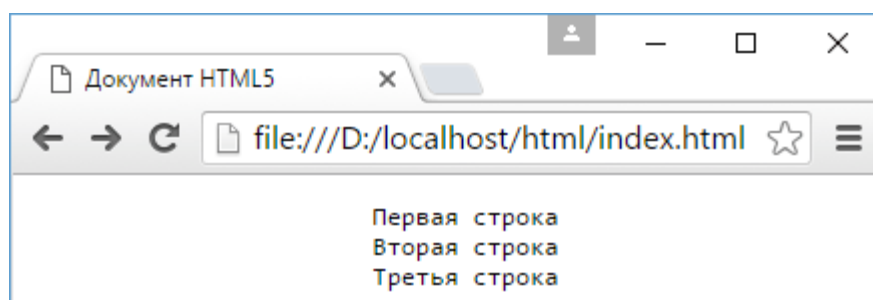 Документ HTML5
file:///D:/localhost/html/index.html
Первая строка
Вторая строка
Третья строка